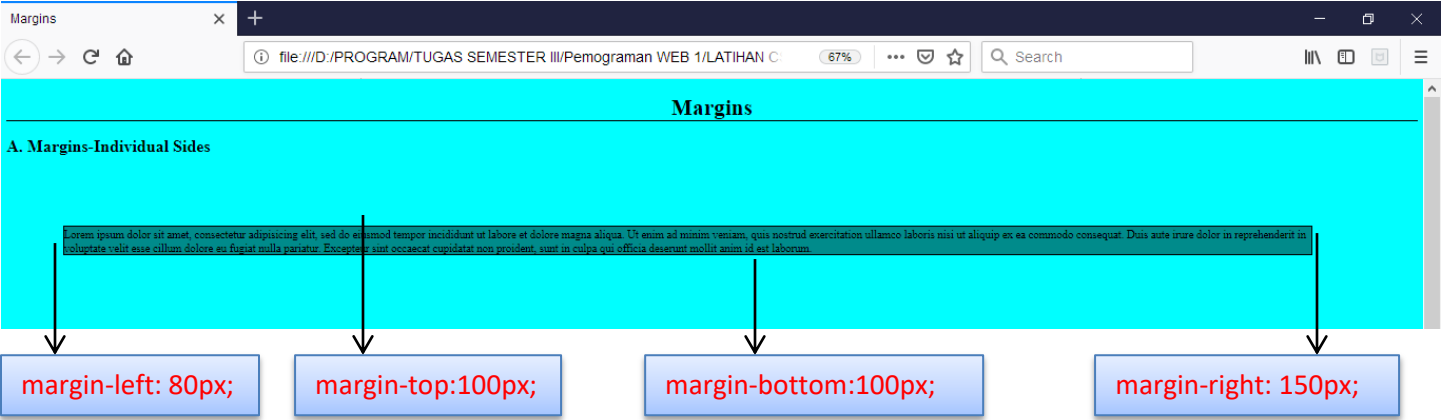 Margins
file:///D:/PROGRAM/TUGAS SEMESTER III/Pemograman WEB 1/LATIHAN C
67%
Search
Margins
A. Margins-Individual Sides
Lorem ipsum dolor sit amet, consectetur adipisicing elit, sed do eiusmod tempor incididunt ut labore et dolore magna aliqua. Ut enim ad minim veniam, quis nostrud exercitation ullamco laboris nisi ut aliquip ex ea commodo consequat. Duis aute irure dolor in reprehenderit in
voluptate velit esse cillum dolore eu fugiat nulla pariatur. Excepteur sint occaecat cupidatat non proident, sunt in culpa qui officia deserunt mollit anim id est laborum.
margin-left: 80px;
margin-top:100px;
margin-bottom:100px;
margin-right: 150px;